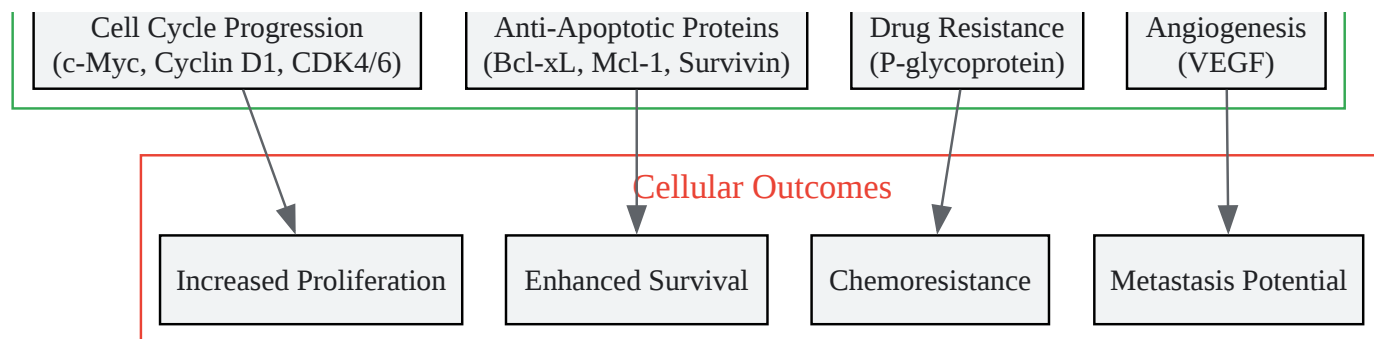 Cell Cycle Progression
(c-Myc, Cyclin D1, CDK4/6)
Anti-Apoptotic Proteins
(Bcl-xL, Mcl-1, Survivin)
Drug Resistance
(P-glycoprotein)
Angiogenesis
(VEGF)
Cellular Outcomes
Increased Proliferation
Enhanced Survival
Chemoresistance
Metastasis Potential